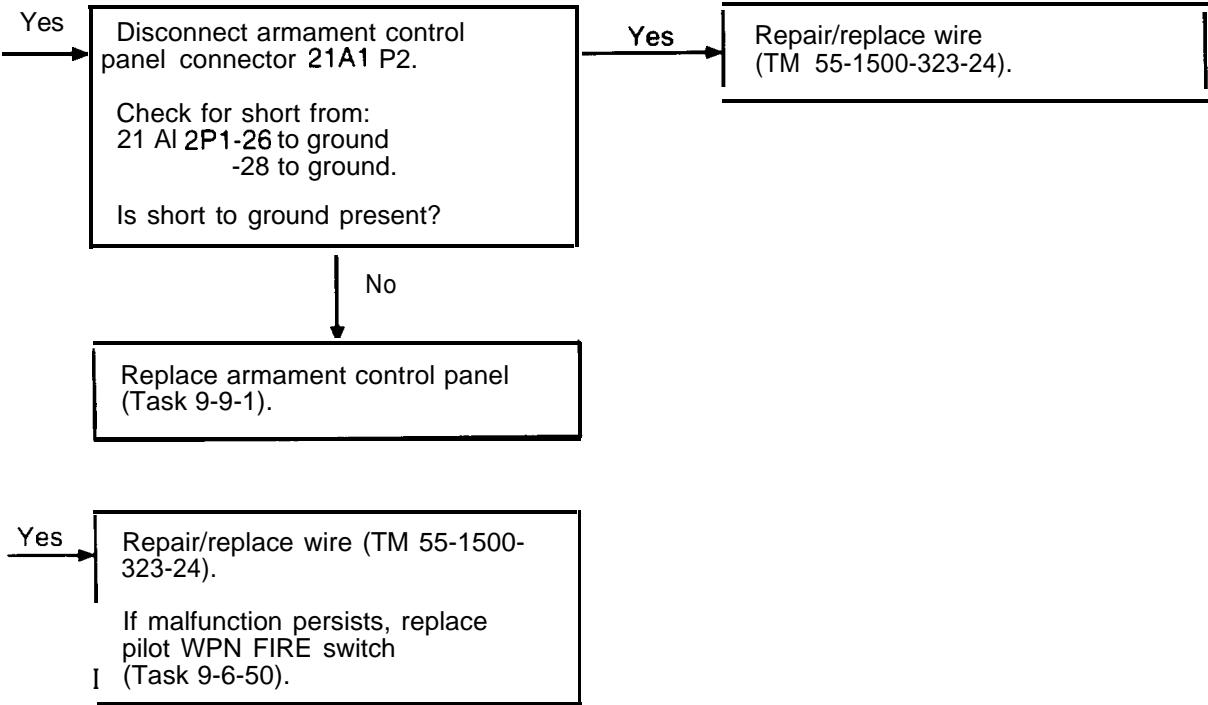 Yes
Disconnect armament control
panel connector 21A1 P2.
Check for short from:
21 Al 2P1-26 to ground
-28 to ground.
Is short to ground present?
Yes
Repair/replace wire
(TM 55-1500-323-24).
No
Replace armament control panel
(Task 9-9-1).
Yes
Repair/replace wire (TM 55-1500-
323-24).
If malfunction persists, replace
pilot WPN FIRE switch
(Task 9-6-50).